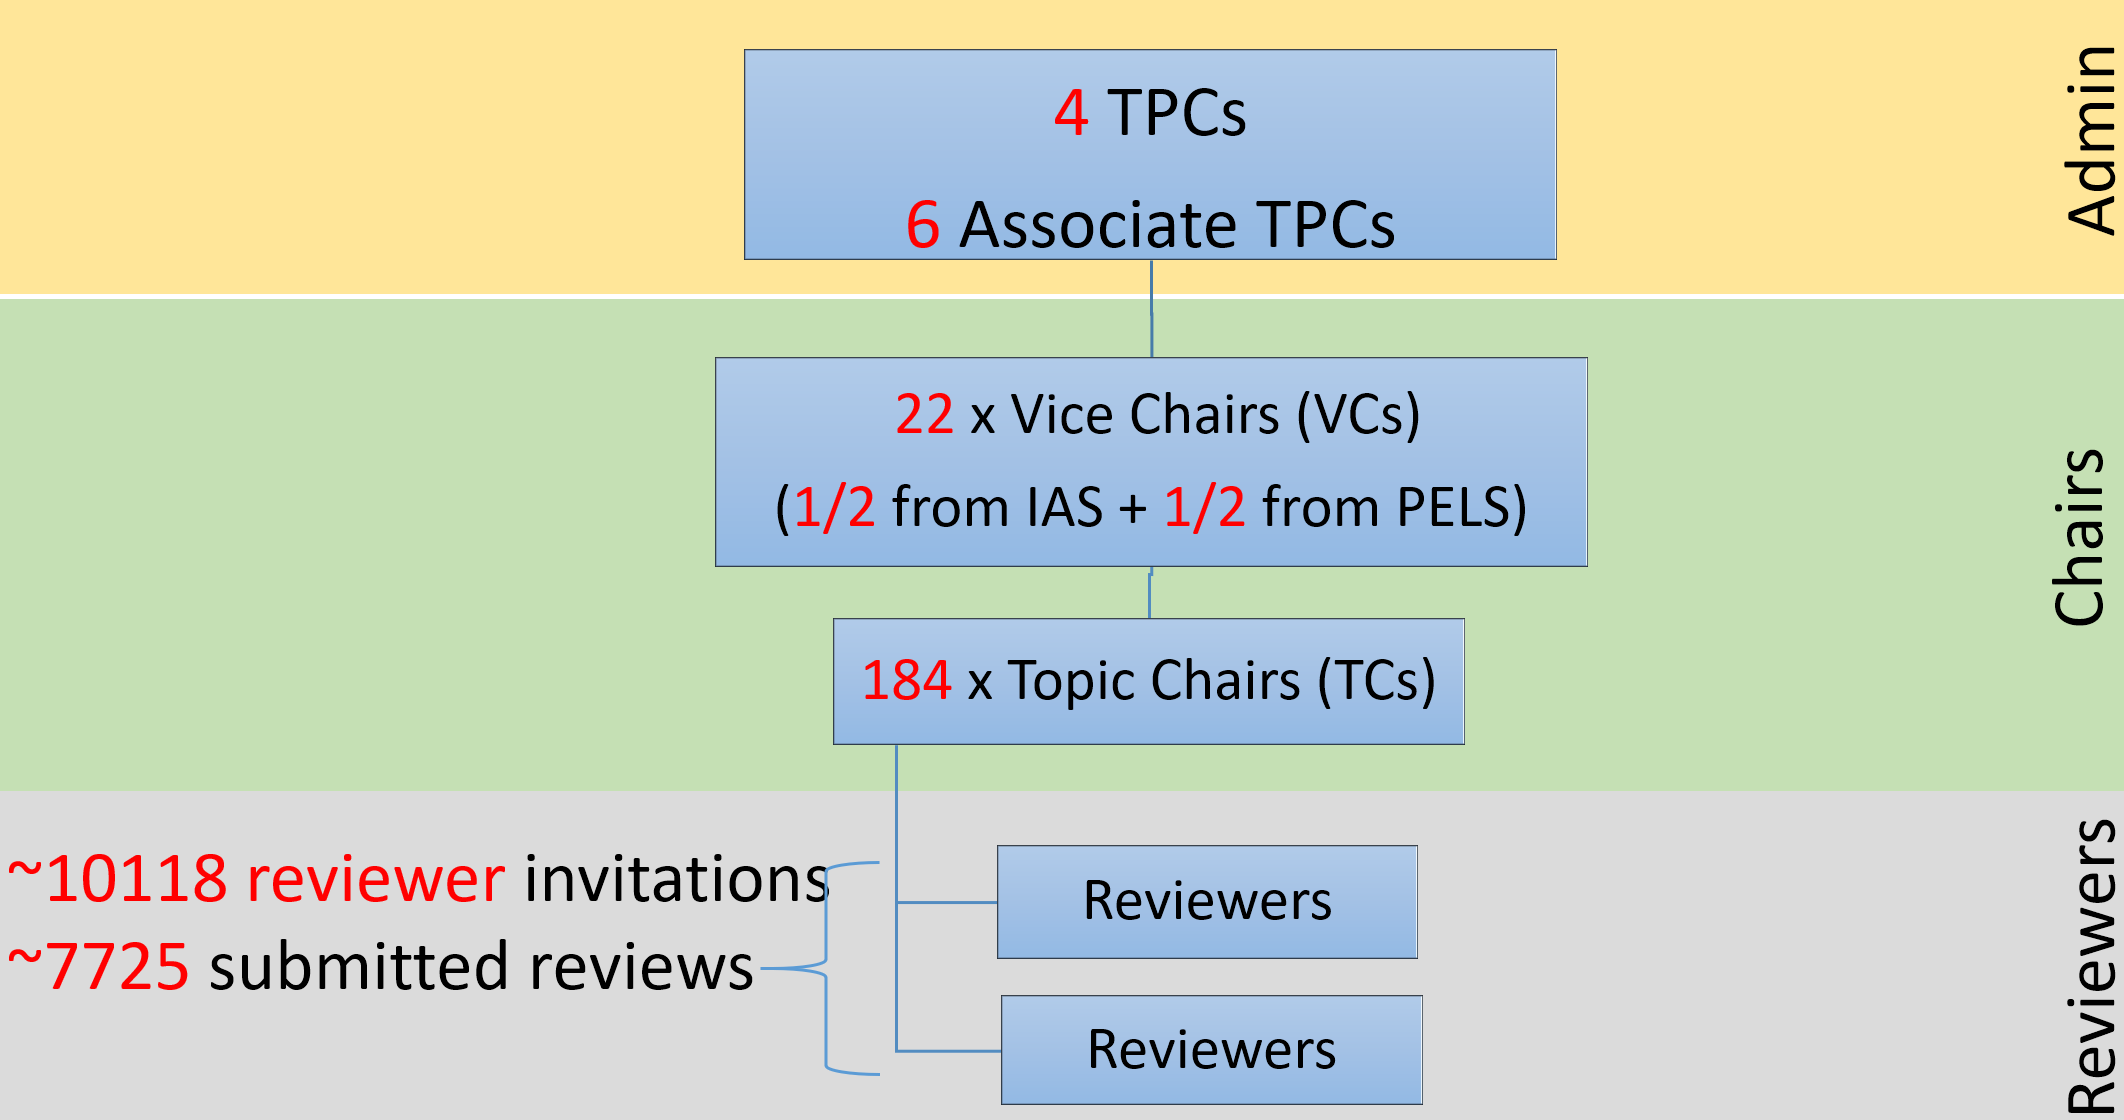 4 TPCs
6 Associate TPCs
Admin
22 x Vice Chairs (VCs)
(1/2 from IAS + 1/2 from PELS)
184 x Topic Chairs (TCs)
Chairs
~10118 reviewer invitations
~7725 submitted reviews
Reviewers
Reviewers
Reviewers